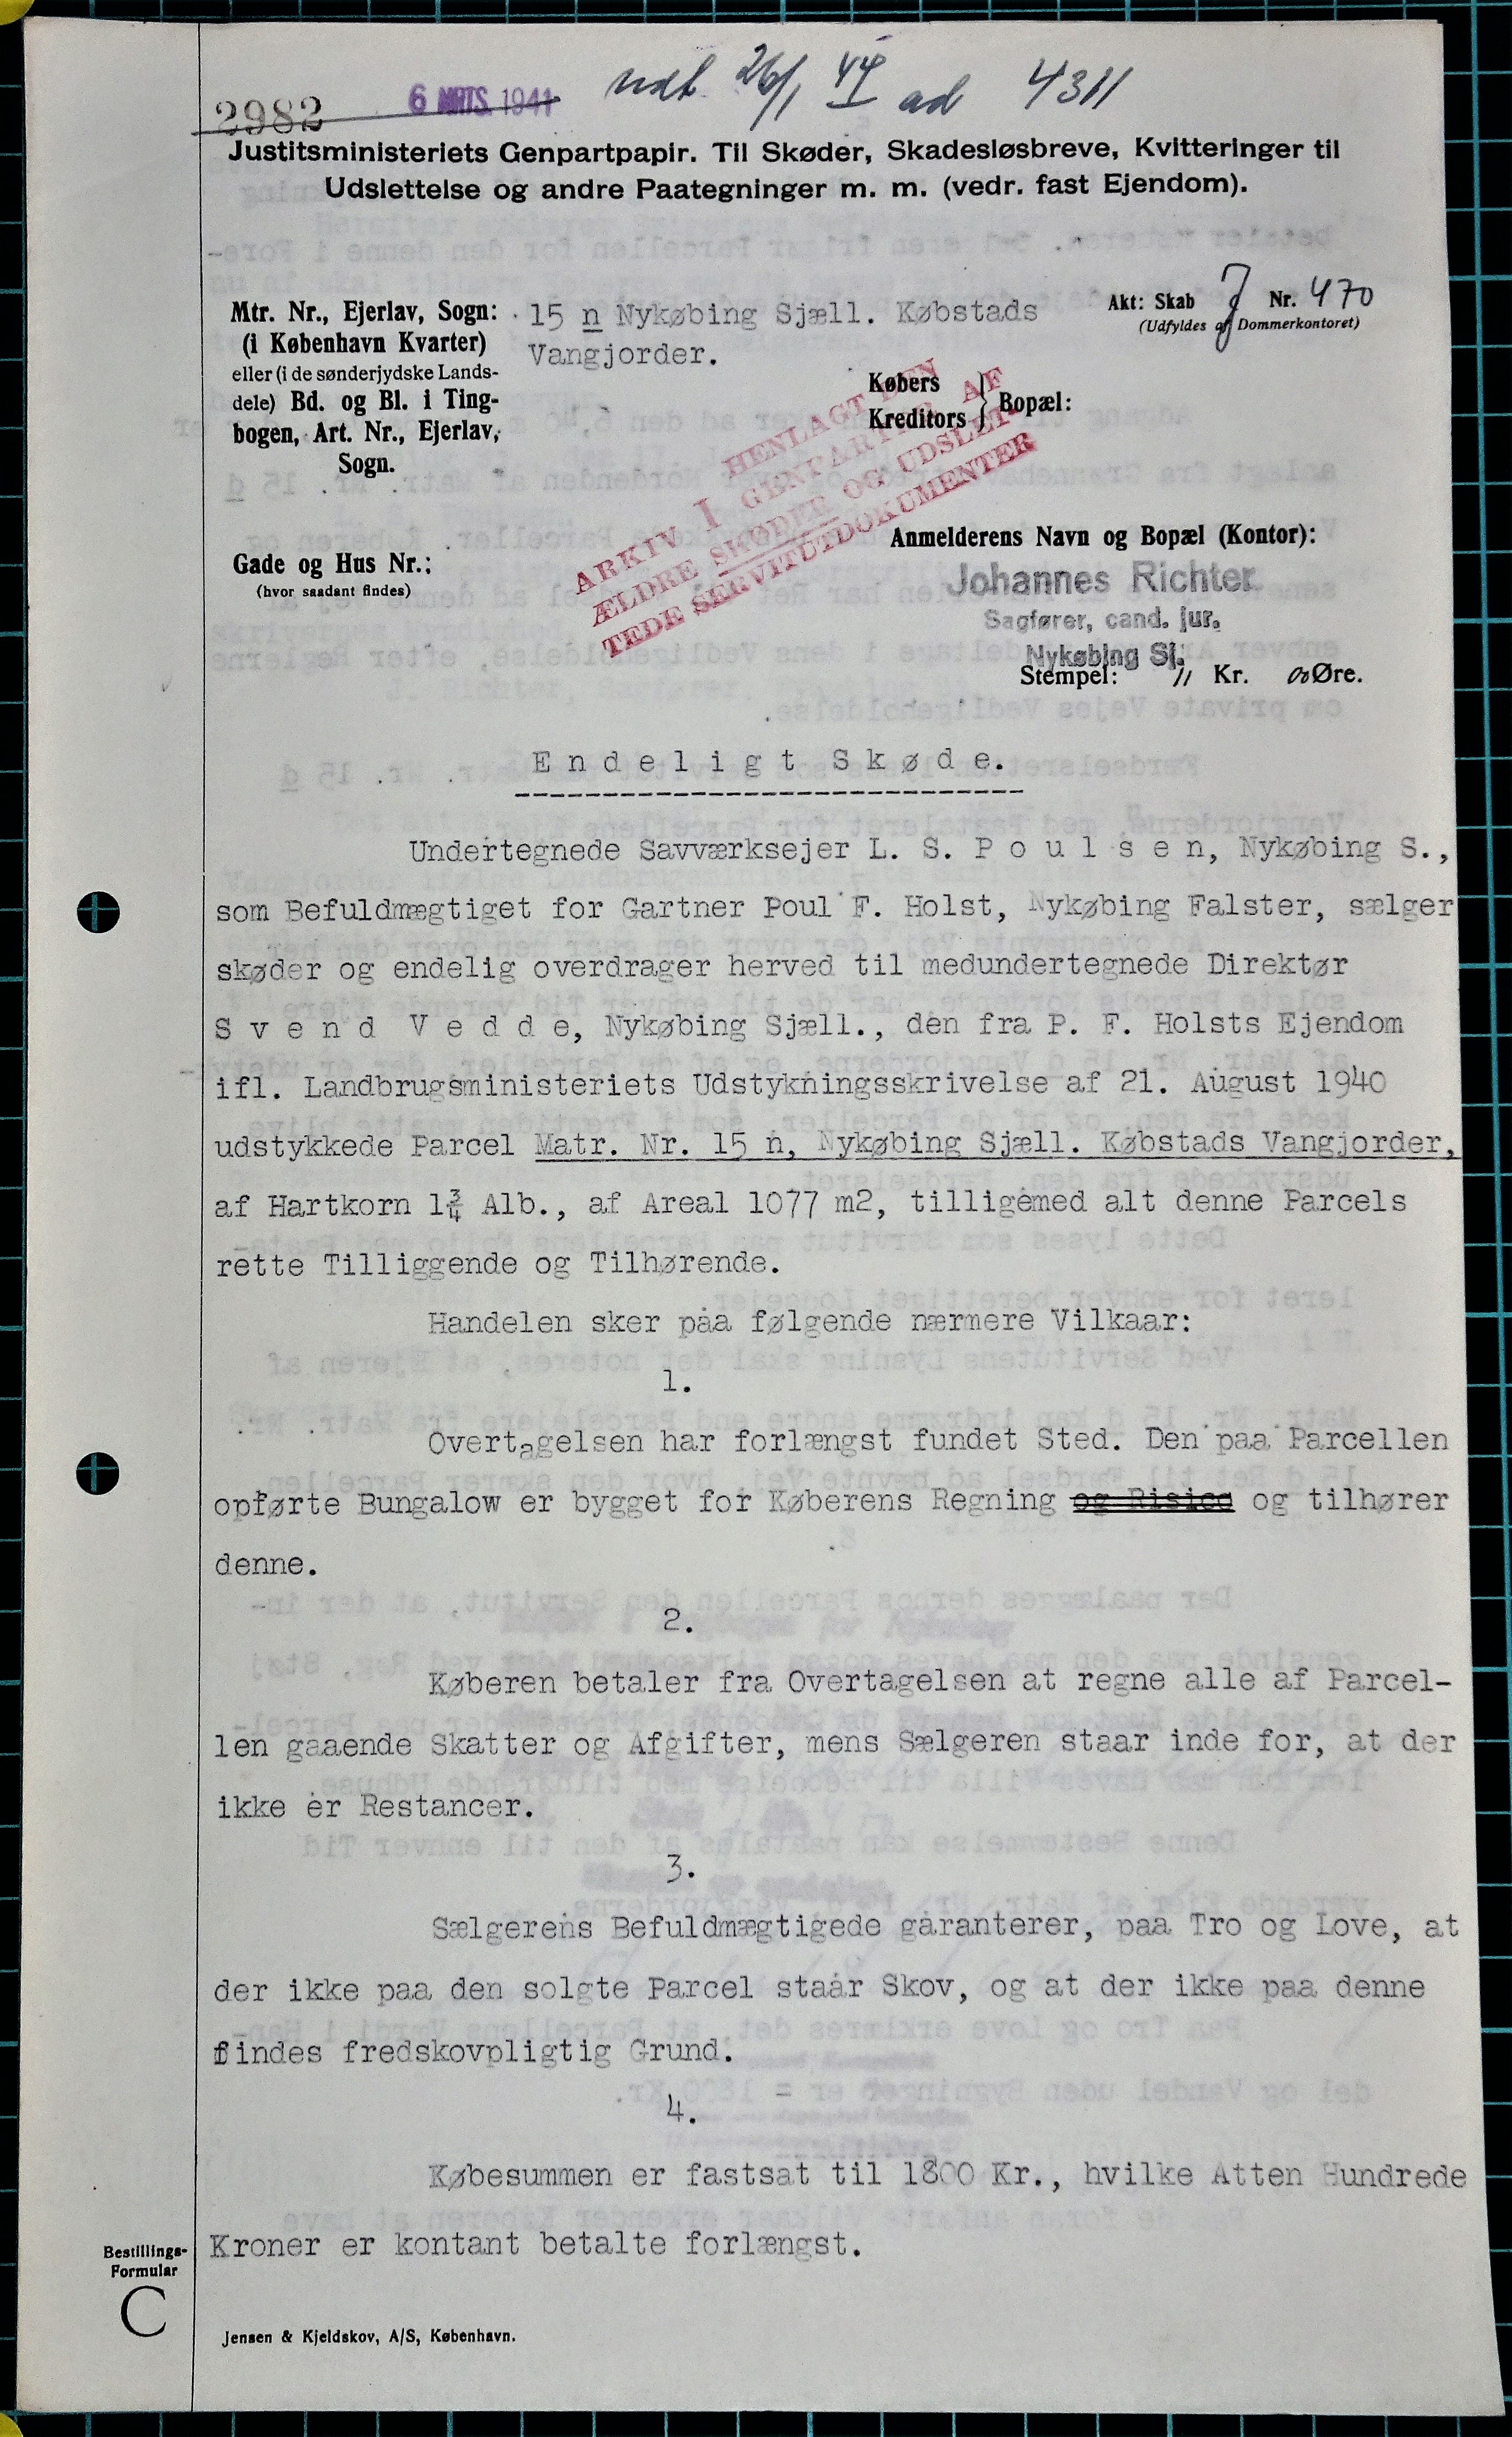 2982 6 MRTS. 1941 udt 26/1 44 ad 4311
Justitsministeriets Genpartpapir. Til Skøder, Skadesløsbreve, Kvitteringer til
Udslettelse og andre Paategninger m. m. (vedr. fast Ejendom).
Mtr. Nr., Ejerlav, Sogn:
(i København Kvarter)
eller (i de sønderjydske Lands-
dele) Bd. og Bl. i Ting-
bogen, Art. Nr., Ejerlav,
Sogn.
15 n Nykøbing Sjæll. Købstads
Vangjorder.
Akt: Skab J Nr. 470
(Udfyldes af Dommerkontoret)
Købers
Kreditors } Bopæl:
HENLAGT DEN
ARKIV I GENPARTER AF
ÆLDRE SKØDER OG UDSLET-
TEDE SERVITUTDOKUMENTER
Gade og Hus Nr.:
(hvor saadant findes)
Anmelderens Navn og Bopæl (Kontor):
Johannes Richter
Sagfører, cand. jur.
Nykøbing Sj.
Stempel: 11 Kr. 00 Øre.
Endeligt Skøde.
Undertegnede Savværksejer L. S. Poulsen, Nykøbing S.,
som Befuldmægtiget for Gartner Poul F. Holst, Nykøbing Falster, sælger
skøder og endelig overdrager herved til medundertegnede Direktør
Svend Vedde, Nykøbing Sjæll., den fra P. F. Holsts Ejendom
ifl. Landbrugsministeriets Udstykningsskrivelse af 21. August 1940
udstykkede Parcel Matr. Nr. 15 n, Nykøbing Sjæll. Købstads Vangjorder,
af Hartkorn 1¾ Alb., af Areal 1077 m2, tilligemed alt denne Parcels
rette Tilliggende og Tilhørende.
Handelen sker paa følgende nærmere Vilkaar:
1.
Overtagelsen har forlængst fundet Sted. Den paa Parcellen
opførte Bungalow er bygget for Køberens Regning og Risico og tilhører
denne.
2.
Køberen betaler fra Overtagelsen at regne alle af Parcel-
len gaaende Skatter og Afgifter, mens Sælgeren staar inde for, at der
ikke er Restancer.
3.
Sælgerens Befuldmægtigede garanterer, paa Tro og Love, at
der ikke paa den solgte Parcel staar Skov, og at der ikke paa denne
findes fredskovpligtig Grund.
4.
Købesummen er fastsat til 1800 Kr., hvilke Atten Hundrede
Kroner er kontant betalte forlængst.
Bestillings-
Formular
C
Jensen & Kjeldskov, A/S, København.